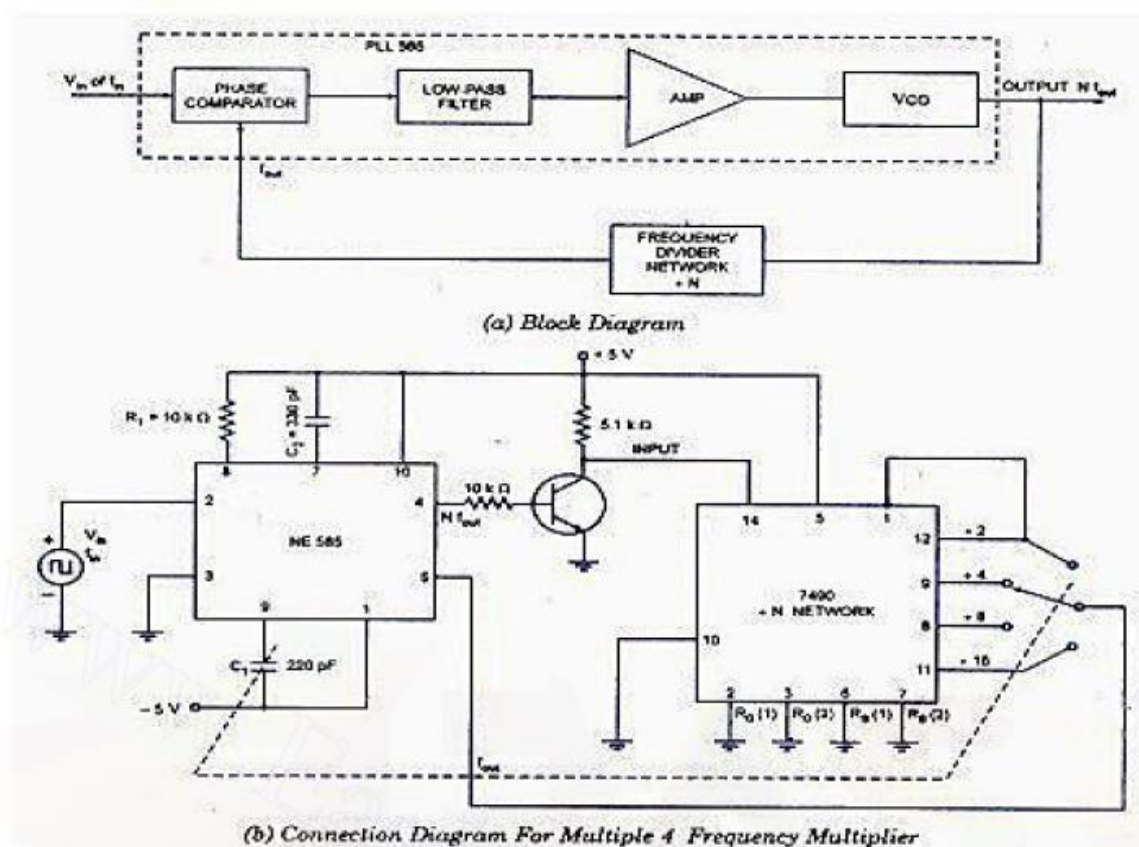 PLL 565
Vin of fin
PHASE COMPARATOR
LOW-PASS FILTER
AMP
VCO
OUTPUT N fout
fout
FREQUENCY DIVIDER NETWORK ÷ N
(a) Block Diagram
+ 5 V
R1 = 10 k Ω
C2 = 330 pF
5.1 k Ω
INPUT
8
7
10
2
4
10 k Ω
N fout
NE 565
Vin
fin
+
−
3
5
9
1
C1
220 pF
− 5 V
fout
14
5
1
12
÷ 2
9
÷ 4
7490
÷ N NETWORK
8
÷ 8
10
11
÷ 16
2
3
6
7
R0 (1)
R0 (2)
R9 (1)
R9 (2)
(b) Connection Diagram For Multiple 4 Frequency Multiplier